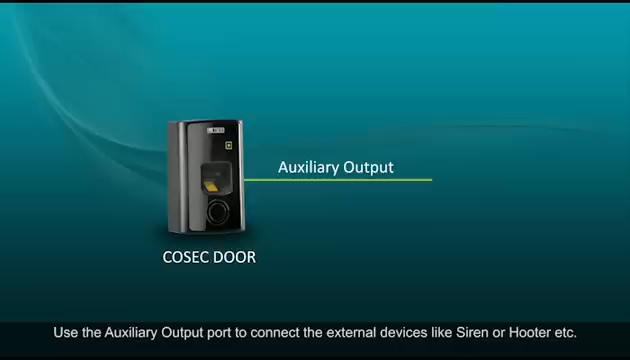 Auxiliary Output
COSEC DOOR
Use the Auxiliary Output port to connect the external devices like Siren or Hooter etc.